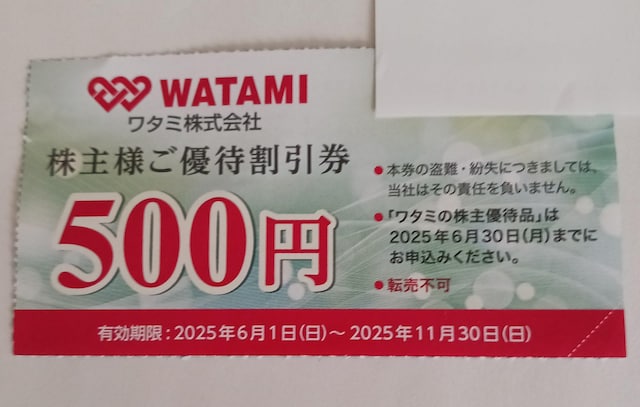 WATAMI
ワタミ株式会社
株主様ご優待割引券
500円
●本券の盗難・紛失につきましては、
当社はその責任を負いません。
●「ワタミの株主優待品」は
2025年6月30日(月)までに
お申込みください。
●転売不可
有効期限:2025年6月1日(日)～2025年11月30日(日)